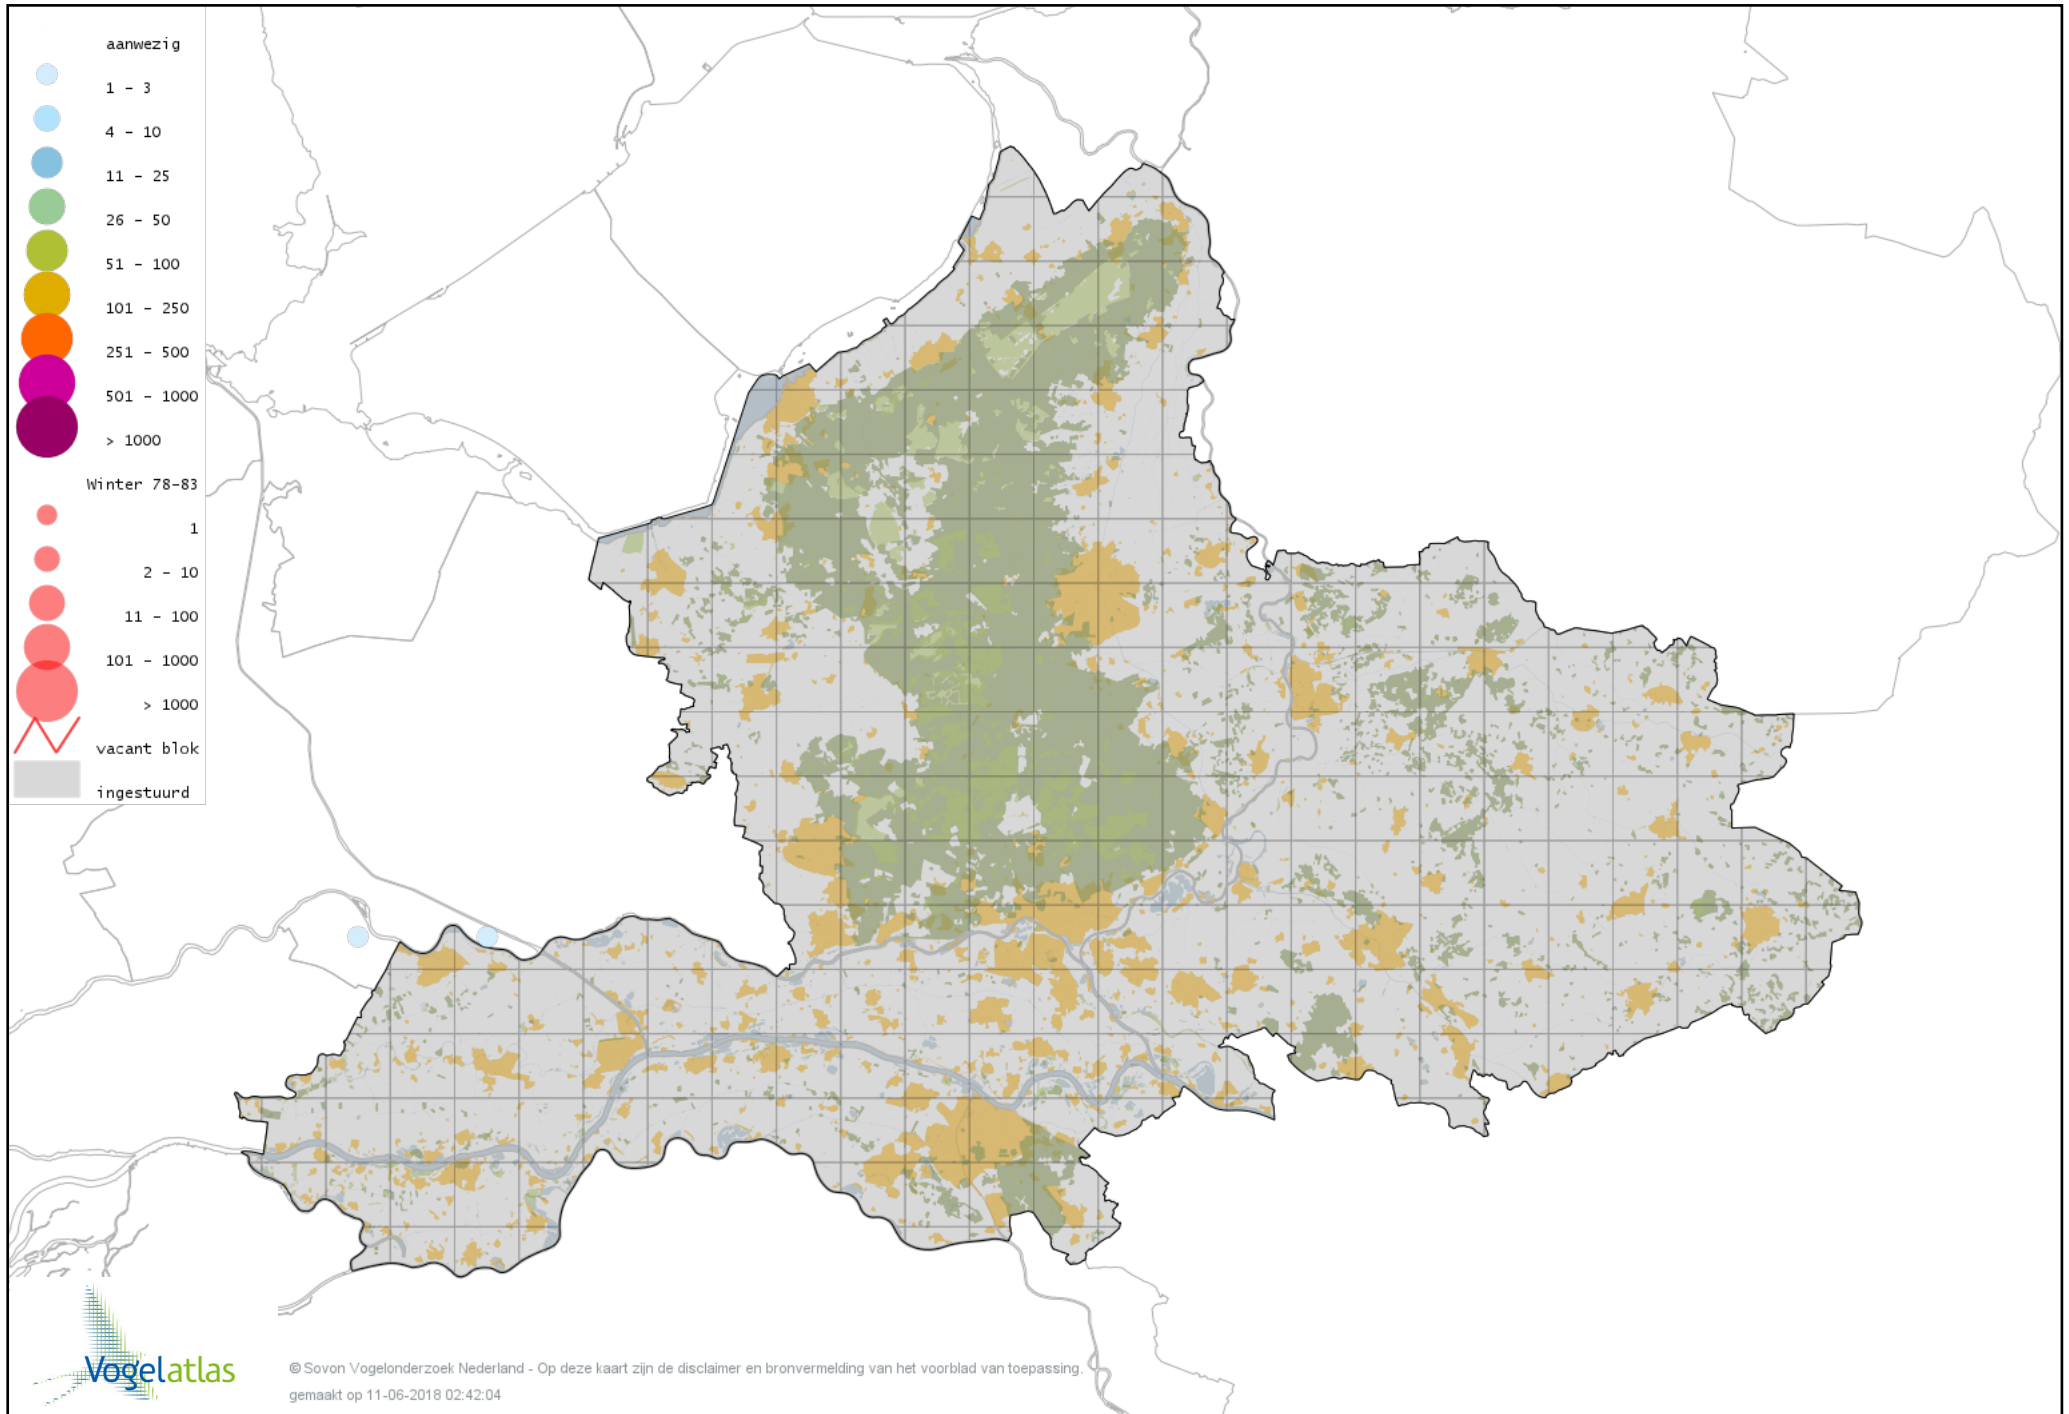 aanwezig
1 - 3
4 - 10
11 - 25
26 - 50
51 - 100
101 - 250
251 - 500
501 - 1000
> 1000
Winter 78-83
1
2 - 10
11 - 100
101 - 1000
> 1000
vacant blok
ingestuurd
Vogelatlas
© Sovon Vogelonderzoek Nederland - Op deze kaart zijn de disclaimer en bronvermelding van het voorblad van toepassing.
gemaakt op 11-06-2018 02:42:04